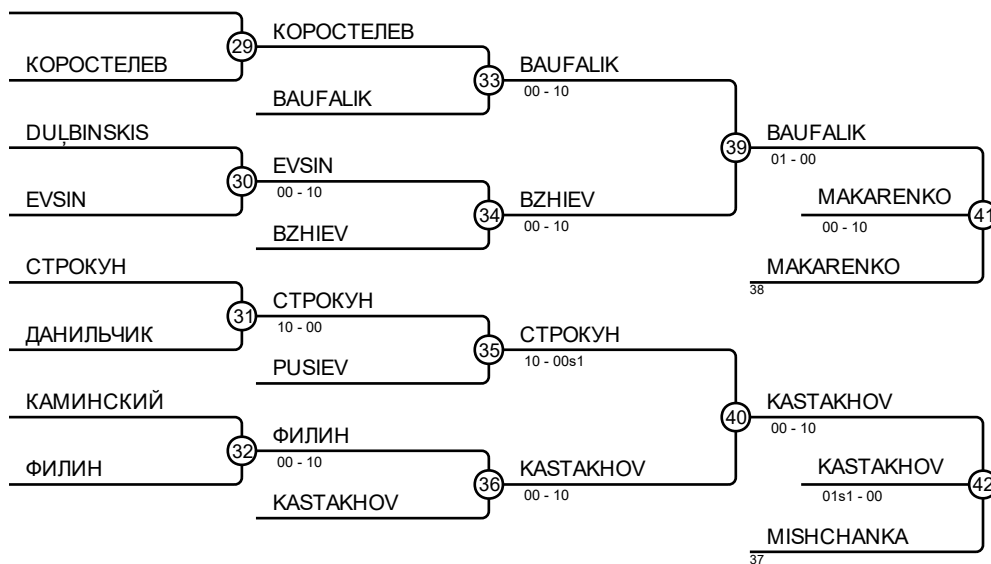 29
КОРОСТЕЛЕВ
КОРОСТЕЛЕВ
33
BAUFALIK
00 - 10
BAUFALIK
DUĻBINSKIS
30
EVSIN
00 - 10
EVSIN
34
BZHIEV
00 - 10
BZHIEV
39
BAUFALIK
01 - 00
MAKARENKO
00 - 10
41
MAKARENKO
38
СТРОКУН
31
СТРОКУН
10 - 00
ДАНИЛЬЧИК
35
СТРОКУН
10 - 00s1
PUSIEV
КАМИНСКИЙ
32
ФИЛИН
00 - 10
ФИЛИН
36
KASTAKHOV
00 - 10
KASTAKHOV
40
KASTAKHOV
00 - 10
KASTAKHOV
01s1 - 00
42
MISHCHANKA
37